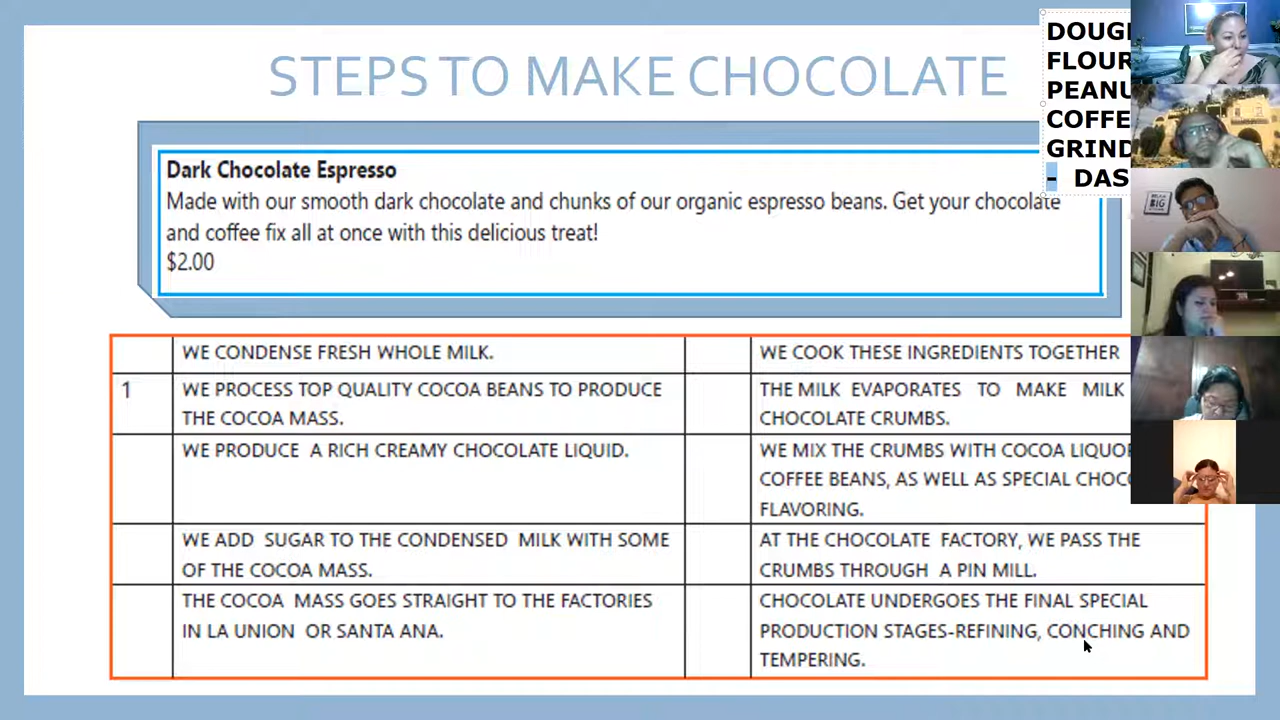 STEPS TO MAKE CHOCOLATE
Dark Chocolate Espresso
Made with our smooth dark chocolate and chunks of our organic espresso beans. Get your chocolate
and coffee fix all at once with this delicious treat!
$2.00
WE CONDENSE FRESH WHOLE MILK.
1 WE PROCESS TOP QUALITY COCOA BEANS TO PRODUCE
THE COCOA MASS.
WE PRODUCE A RICH CREAMY CHOCOLATE LIQUID.
WE ADD SUGAR TO THE CONDENSED MILK WITH SOME
OF THE COCOA MASS.
THE COCOA MASS GOES STRAIGHT TO THE FACTORIES
IN LA UNION OR SANTA ANA.
WE COOK THESE INGREDIENTS TOGETHER
THE MILK EVAPORATES TO MAKE MILK
CHOCOLATE CRUMBS.
WE MIX THE CRUMBS WITH COCOA
COFFEE BEANS, AS WELL AS SPECIAL
FLAVORING.
AT THE CHOCOLATE FACTORY, WE PASS THE
CRUMBS THROUGH A PIN MILL.
CHOCOLATE UNDERGOES THE FINAL SPECIAL
PRODUCTION STAGES-REFINING, CONCHING AND
TEMPERING.
FLOUR
GRIND
- DAS
BIG